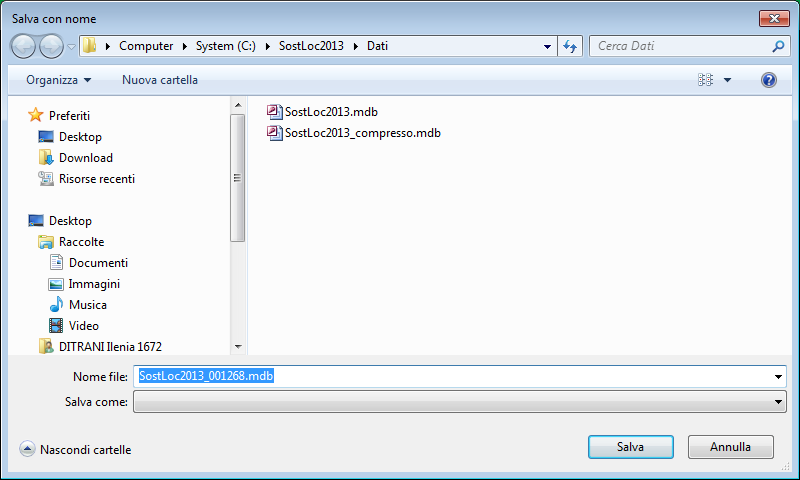 Salva con nome
Computer System (C:) SostLoc2013 Dati
Cerca Dati
Organizza Nuova cartella
Preferiti
Desktop
Download
Risorse recenti
Desktop
Raccolte
Documenti
Immagini
Musica
Video
DITRANI Ilenia 1672
SostLoc2013.mdb
SostLoc2013_compresso.mdb
Nome file: SostLoc2013_001268.mdb
Salva come:
Nascondi cartelle
Salva Annulla